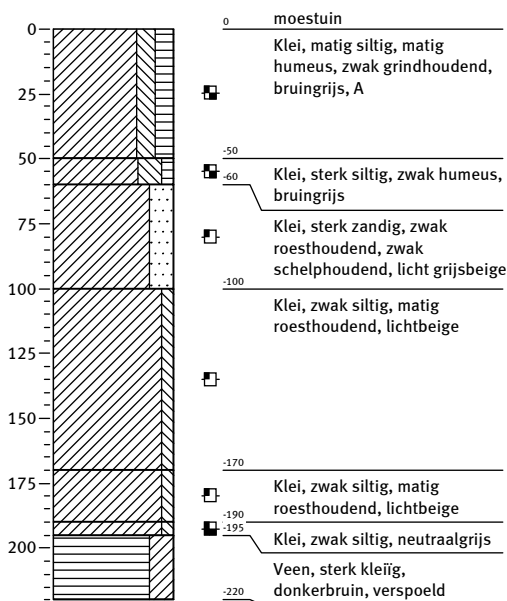 0 moestuin
0
Klei, matig siltig, matig
humeus, zwak grindhoudend,
bruingrijs, A
25
50
-50
Klei, sterk siltig, zwak humeus,
bruingrijs
-60
Klei, sterk zandig, zwak
roesthoudend, zwak
schelphoudend, licht grijsbeige
75
100
-100
Klei, zwak siltig, matig
roesthoudend, lichtbeige
125
150
-170
Klei, zwak siltig, matig
roesthoudend, lichtbeige
175
-190
-195
Klei, zwak siltig, neutraalgrijs
200
Veen, sterk kleiïg,
donkerbruin, verspoeld
-220